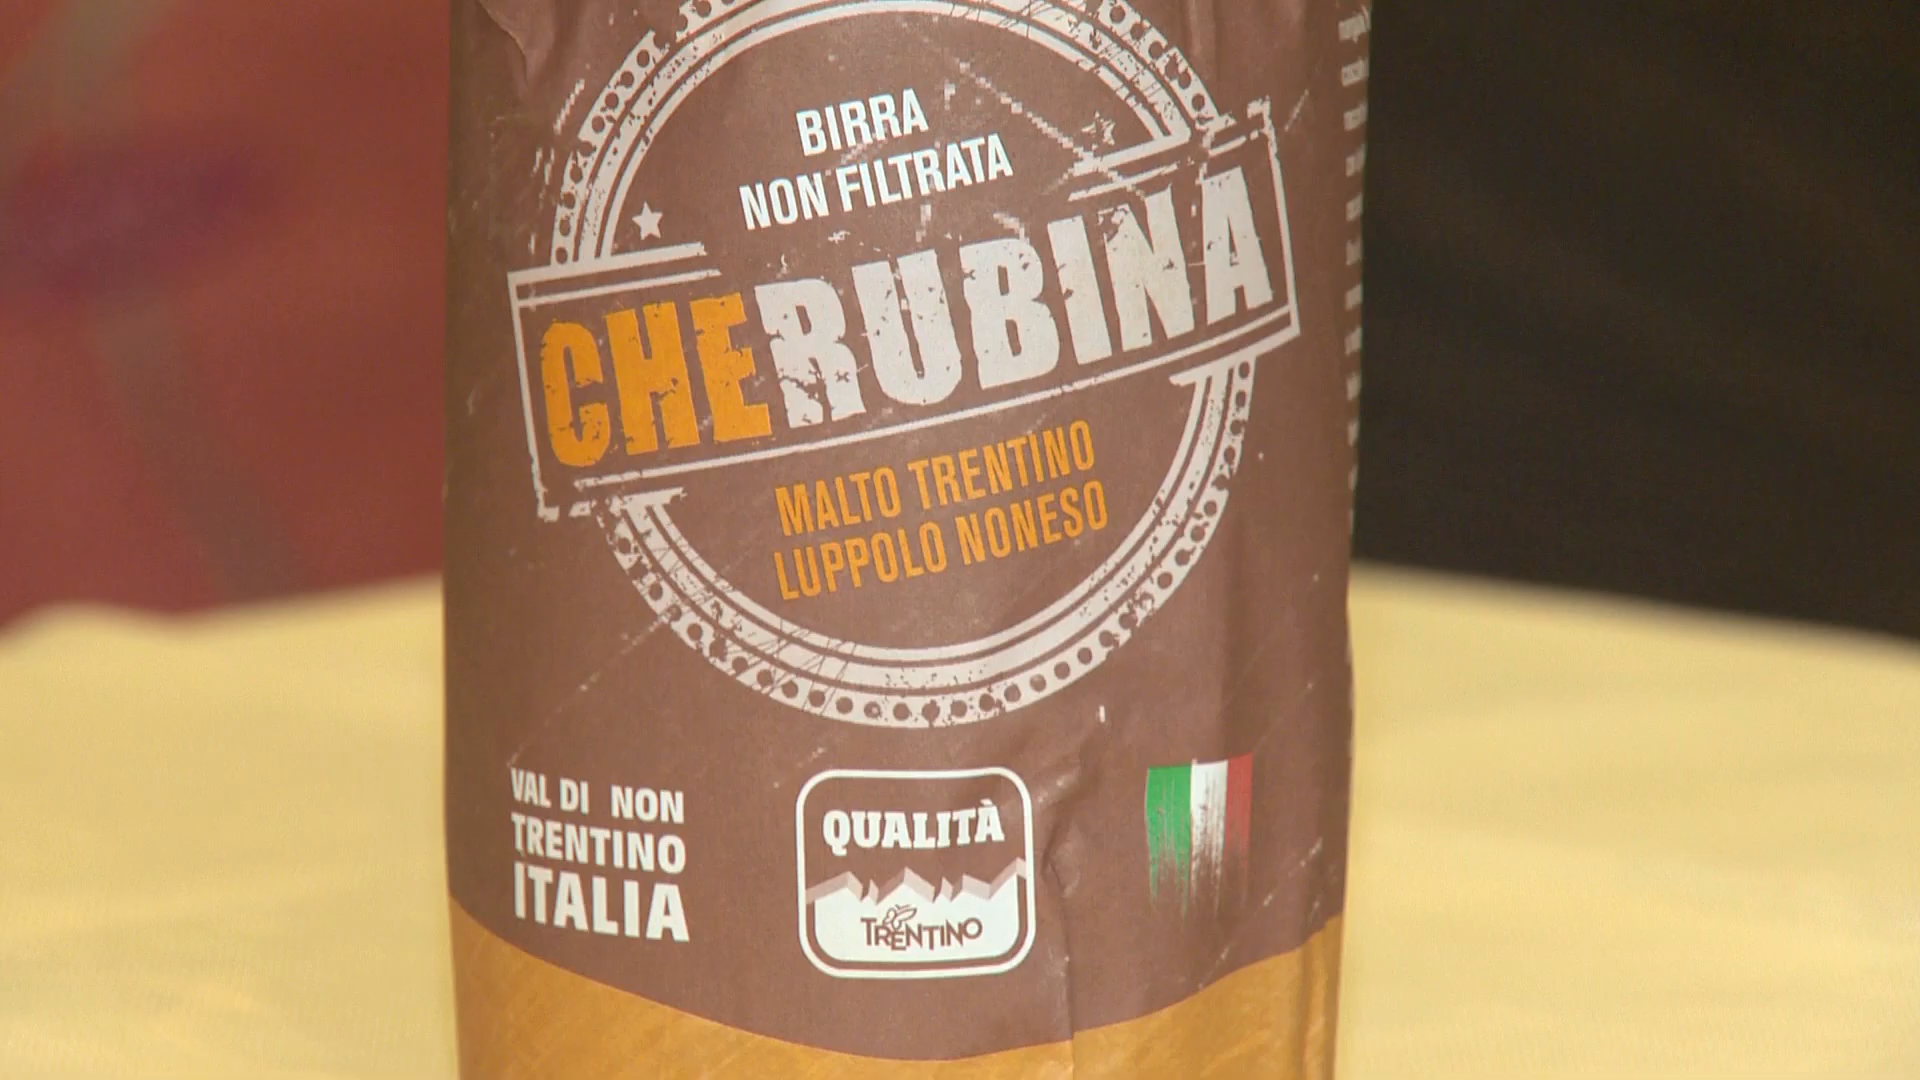 BIRRA
NON FILTRATA
CHERUBINA
MALTO TRENTINO
LUPPOLO NONESO
VAL DI NON
TRENTINO
ITALIA
QUALITÀ
TRENTINO